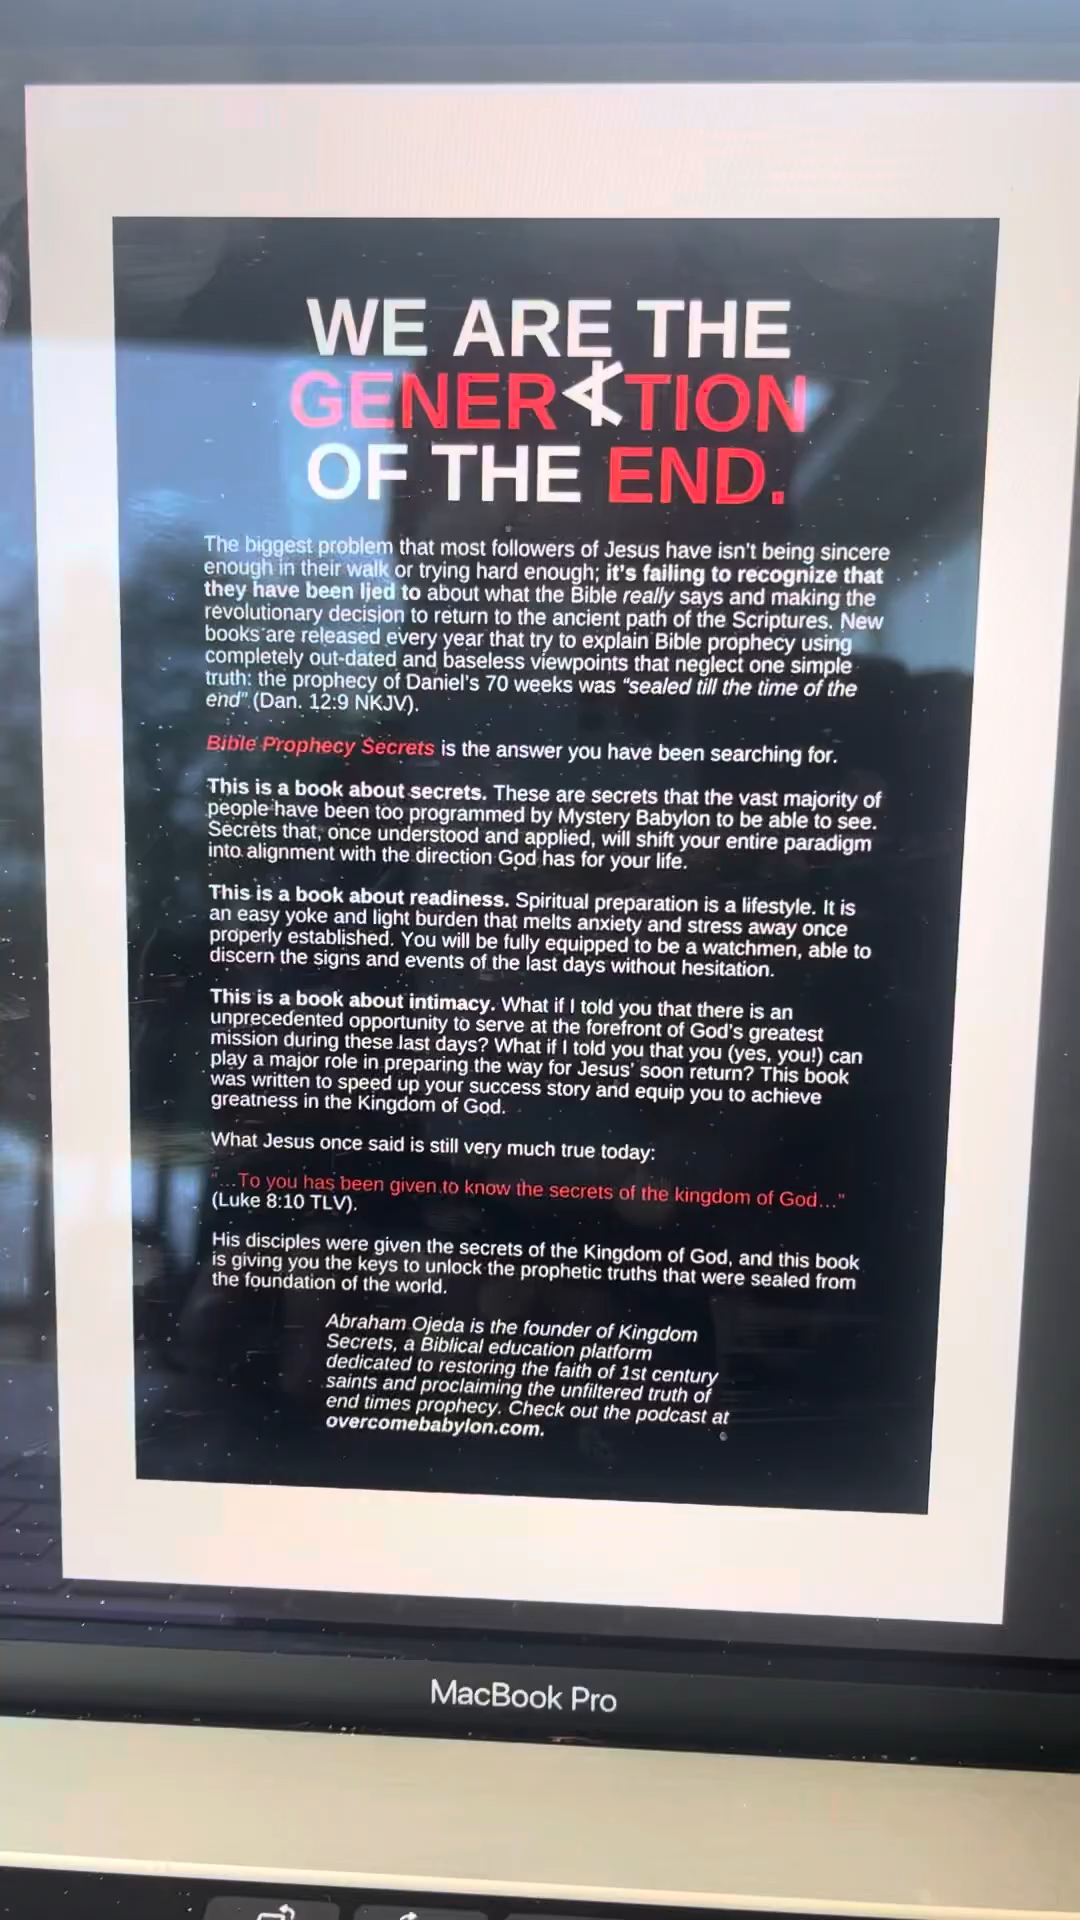 WE ARE THE
GENER𐤀TION
OF THE END.
The biggest problem that most followers of Jesus have isn't being sincere
enough in their walk or trying hard enough; it's failing to recognize that
they have been lied to about what the Bible really says and making the
revolutionary decision to return to the ancient path of the Scriptures. New
books are released every year that try to explain Bible prophecy using
completely out-dated and baseless viewpoints that neglect one simple
truth: the prophecy of Daniel's 70 weeks was "sealed till the time of the
end" (Dan. 12:9 NKJV).
Bible Prophecy Secrets is the answer you have been searching for.
This is a book about secrets. These are secrets that the vast majority of
people have been too programmed by Mystery Babylon to be able to see.
Secrets that, once understood and applied, will shift your entire paradigm
into alignment with the direction God has for your life.
This is a book about readiness. Spiritual preparation is a lifestyle. It is
an easy yoke and light burden that melts anxiety and stress away once
properly established. You will be fully equipped to be a watchmen, able to
discern the signs and events of the last days without hesitation.
This is a book about intimacy. What if I told you that there is an
unprecedented opportunity to serve at the forefront of God's greatest
mission during these last days? What if I told you that you (yes, you!) can
play a major role in preparing the way for Jesus' soon return? This book
was written to speed up your success story and equip you to achieve
greatness in the Kingdom of God.
What Jesus once said is still very much true today:
"...To you has been given to know the secrets of the kingdom of God..."
(Luke 8:10 TLV).
His disciples were given the secrets of the Kingdom of God, and this book
is giving you the keys to unlock the prophetic truths that were sealed from
the foundation of the world.
Abraham Ojeda is the founder of Kingdom
Secrets, a Biblical education platform
dedicated to restoring the faith of 1st century
saints and proclaiming the unfiltered truth of
end times prophecy. Check out the podcast at
overcomebabylon.com.
MacBook Pro